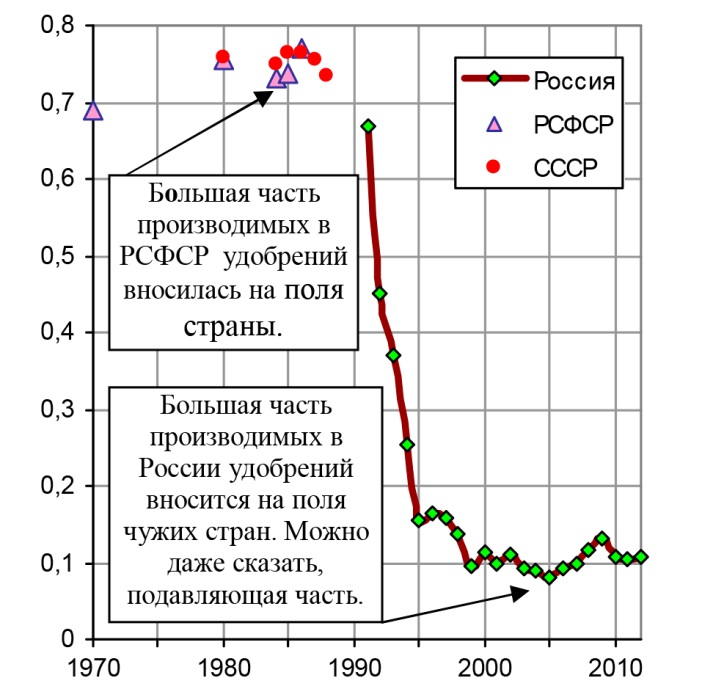 0,8
0,7
0,6
0,5
0,4
0,3
0,2
0,1
0
1970
1980
1990
2000
2010
Россия
РСФСР
СССР
Большая часть
производимых в
РСФСР удобрений
вносилась на поля
страны.
Большая часть
производимых в
России удобрений
вносится на поля
чужих стран. Можно
даже сказать,
подавляющая часть.